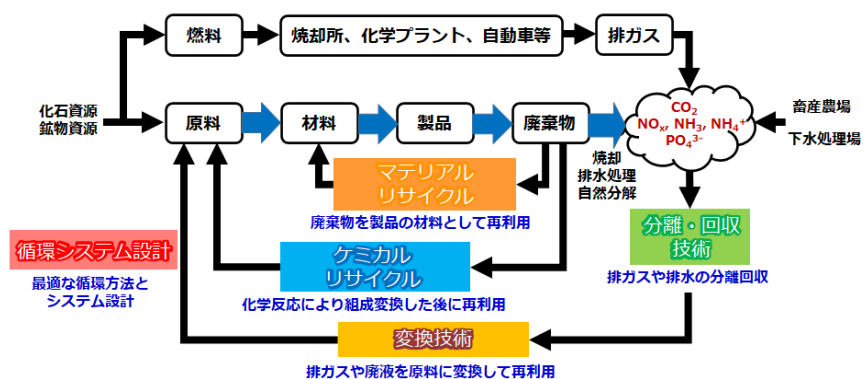 燃料
焼却所、化学プラント、自動車等
排ガス
化石資源
鉱物資源
原料
材料
製品
廃棄物
CO2
NOx, NH3, NH4+
PO43-
畜産農場
下水処理場
焼却
排水処理
自然分解
マテリアル
リサイクル
廃棄物を製品の材料として再利用
分離・回収
技術
排ガスや排水の分離回収
循環システム設計
最適な循環方法と
システム設計
ケミカル
リサイクル
化学反応により組成変換した後に再利用
変換技術
排ガスや廃液を原料に変換して再利用